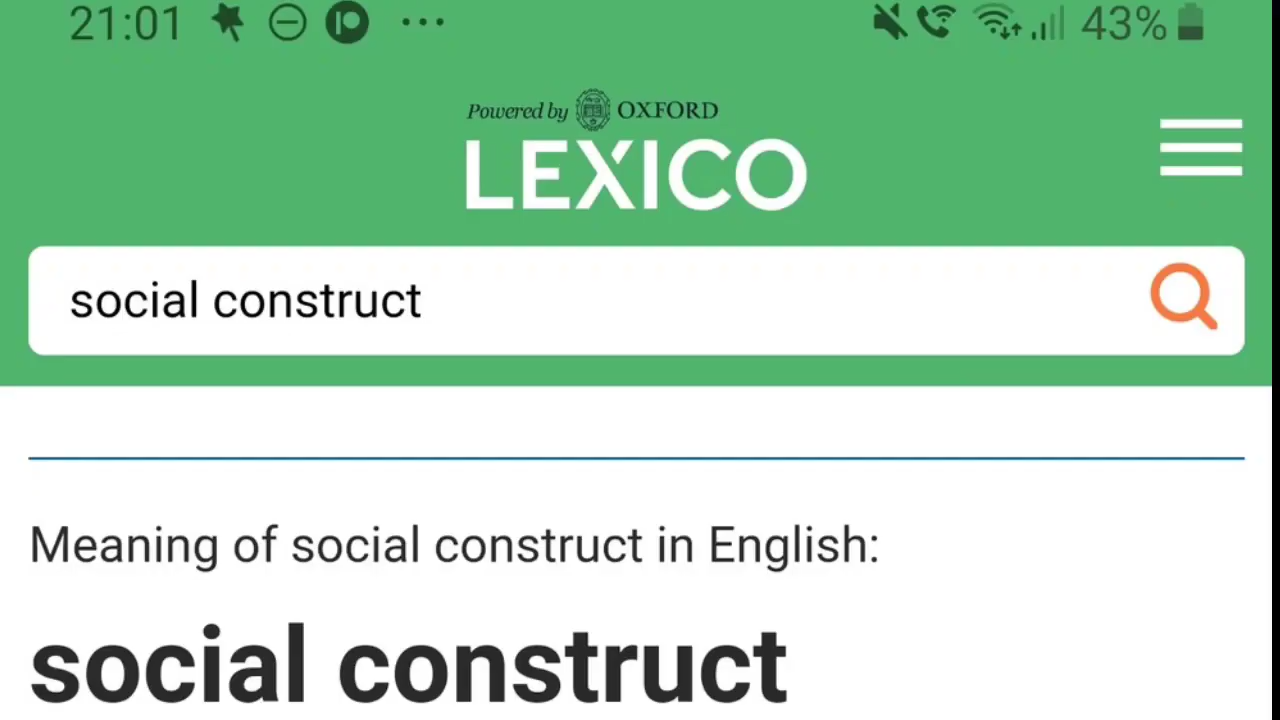 21:01 43%
Powered by OXFORD
LEXICO
social construct
Meaning of social construct in English:
social construct